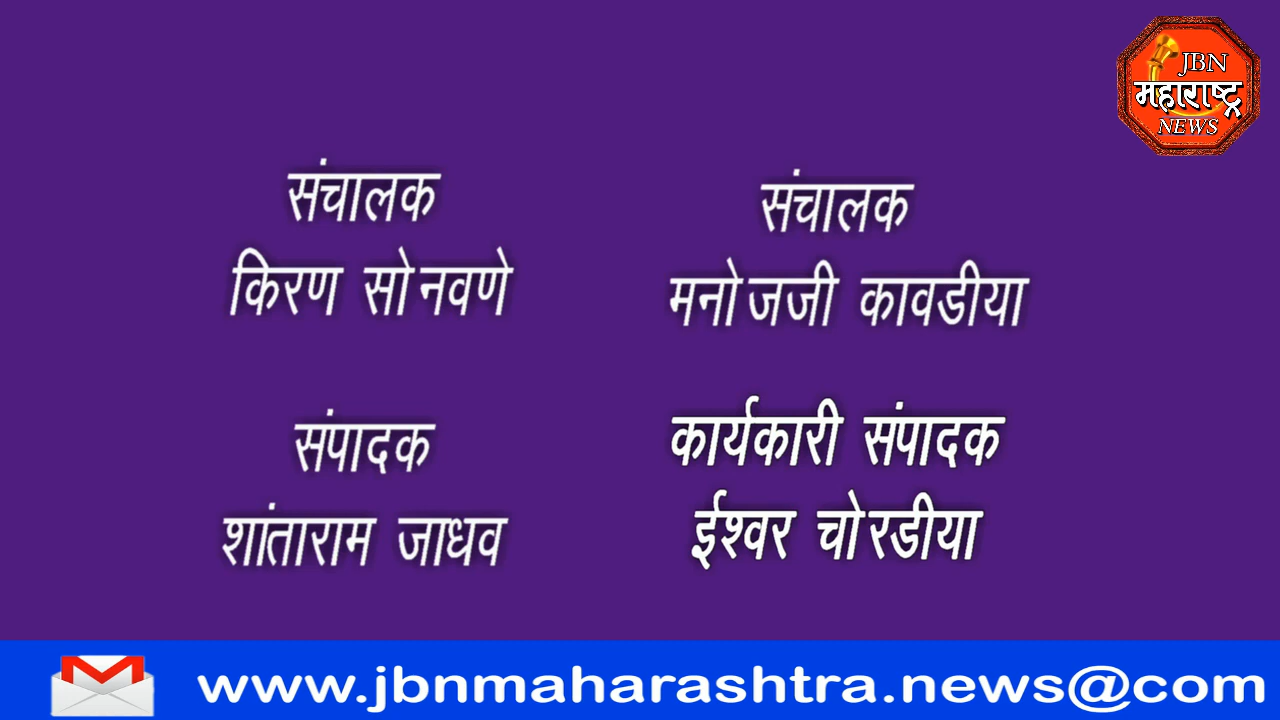 JBN
महाराष्ट्र
NEWS
संचालक
किरण सोनवणे
संचालक
मनोजजी कावडीया
संपादक
शांताराम जाधव
कार्यकारी संपादक
ईश्वर चोरडीया
www.jbnmaharashtra.news@com